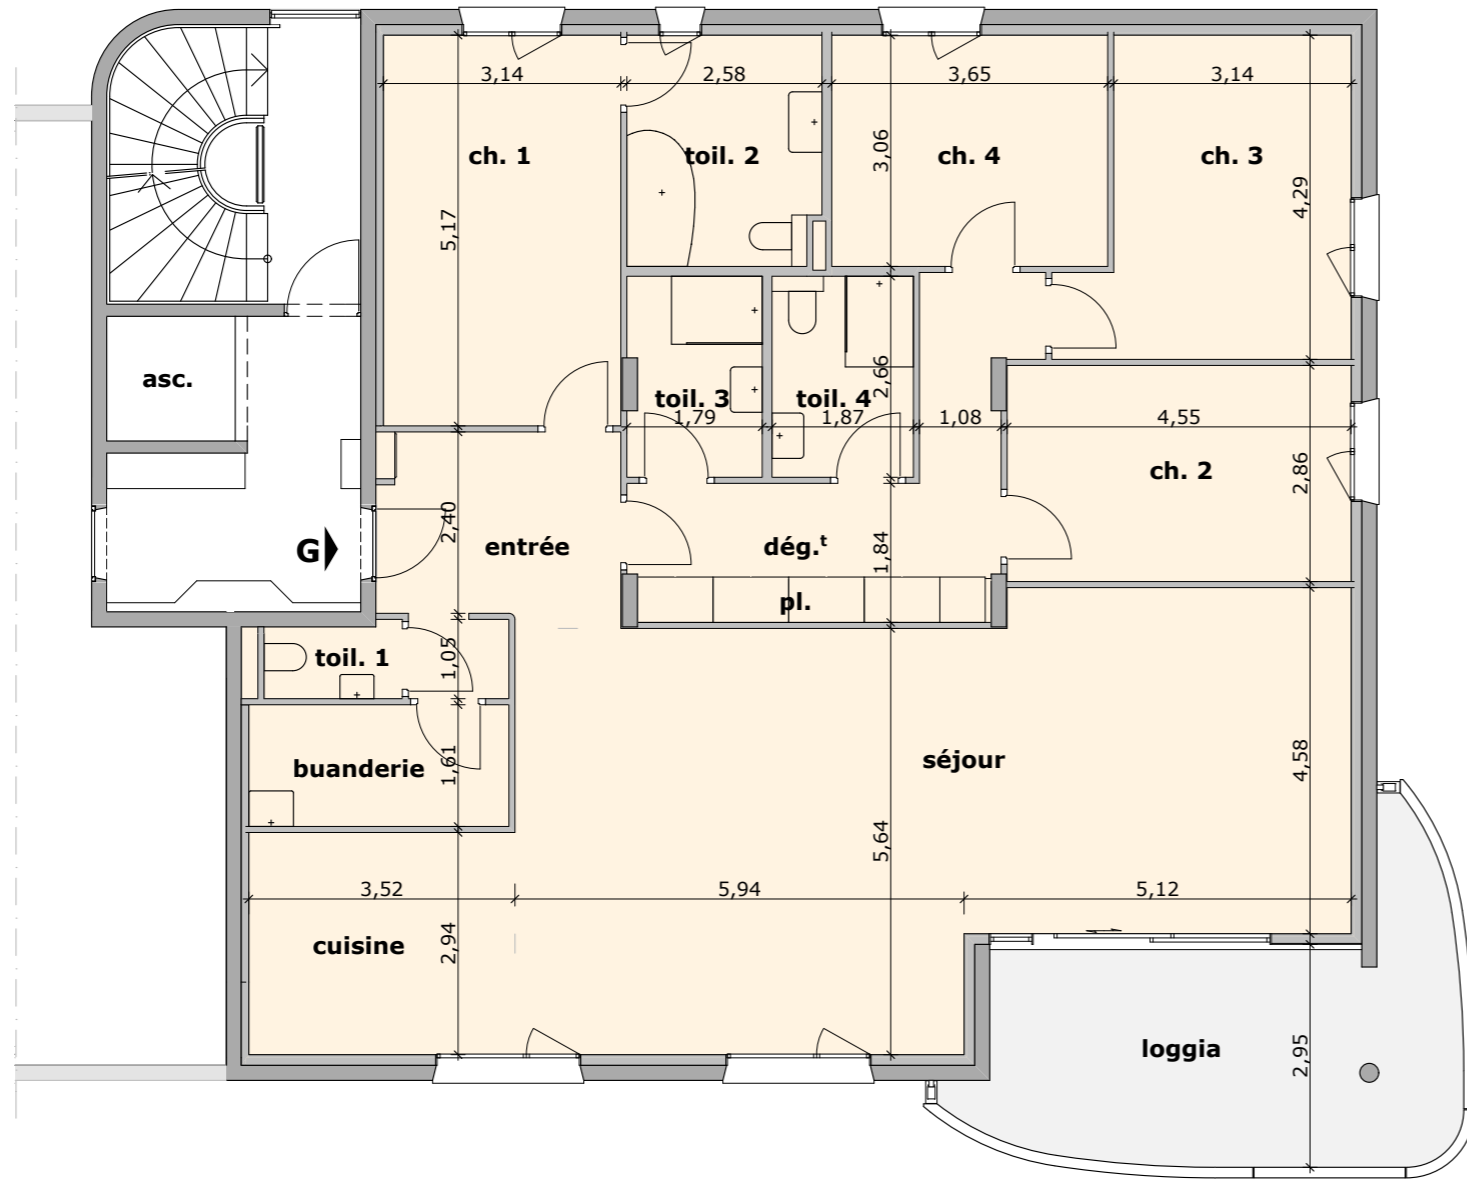 3,14
2,58
3,65
3,14
ch. 1
toil. 2
ch. 4
ch. 3
3,06
4,29
5,17
asc.
toil. 3
toil. 4
2,66
1,79
1,87
1,08
4,55
ch. 2
2,86
G
2,40
entrée
dég.t
1,84
pl.
toil. 1
1,05
buanderie
1,61
séjour
4,58
5,64
3,52
5,94
5,12
cuisine
2,94
loggia
2,95